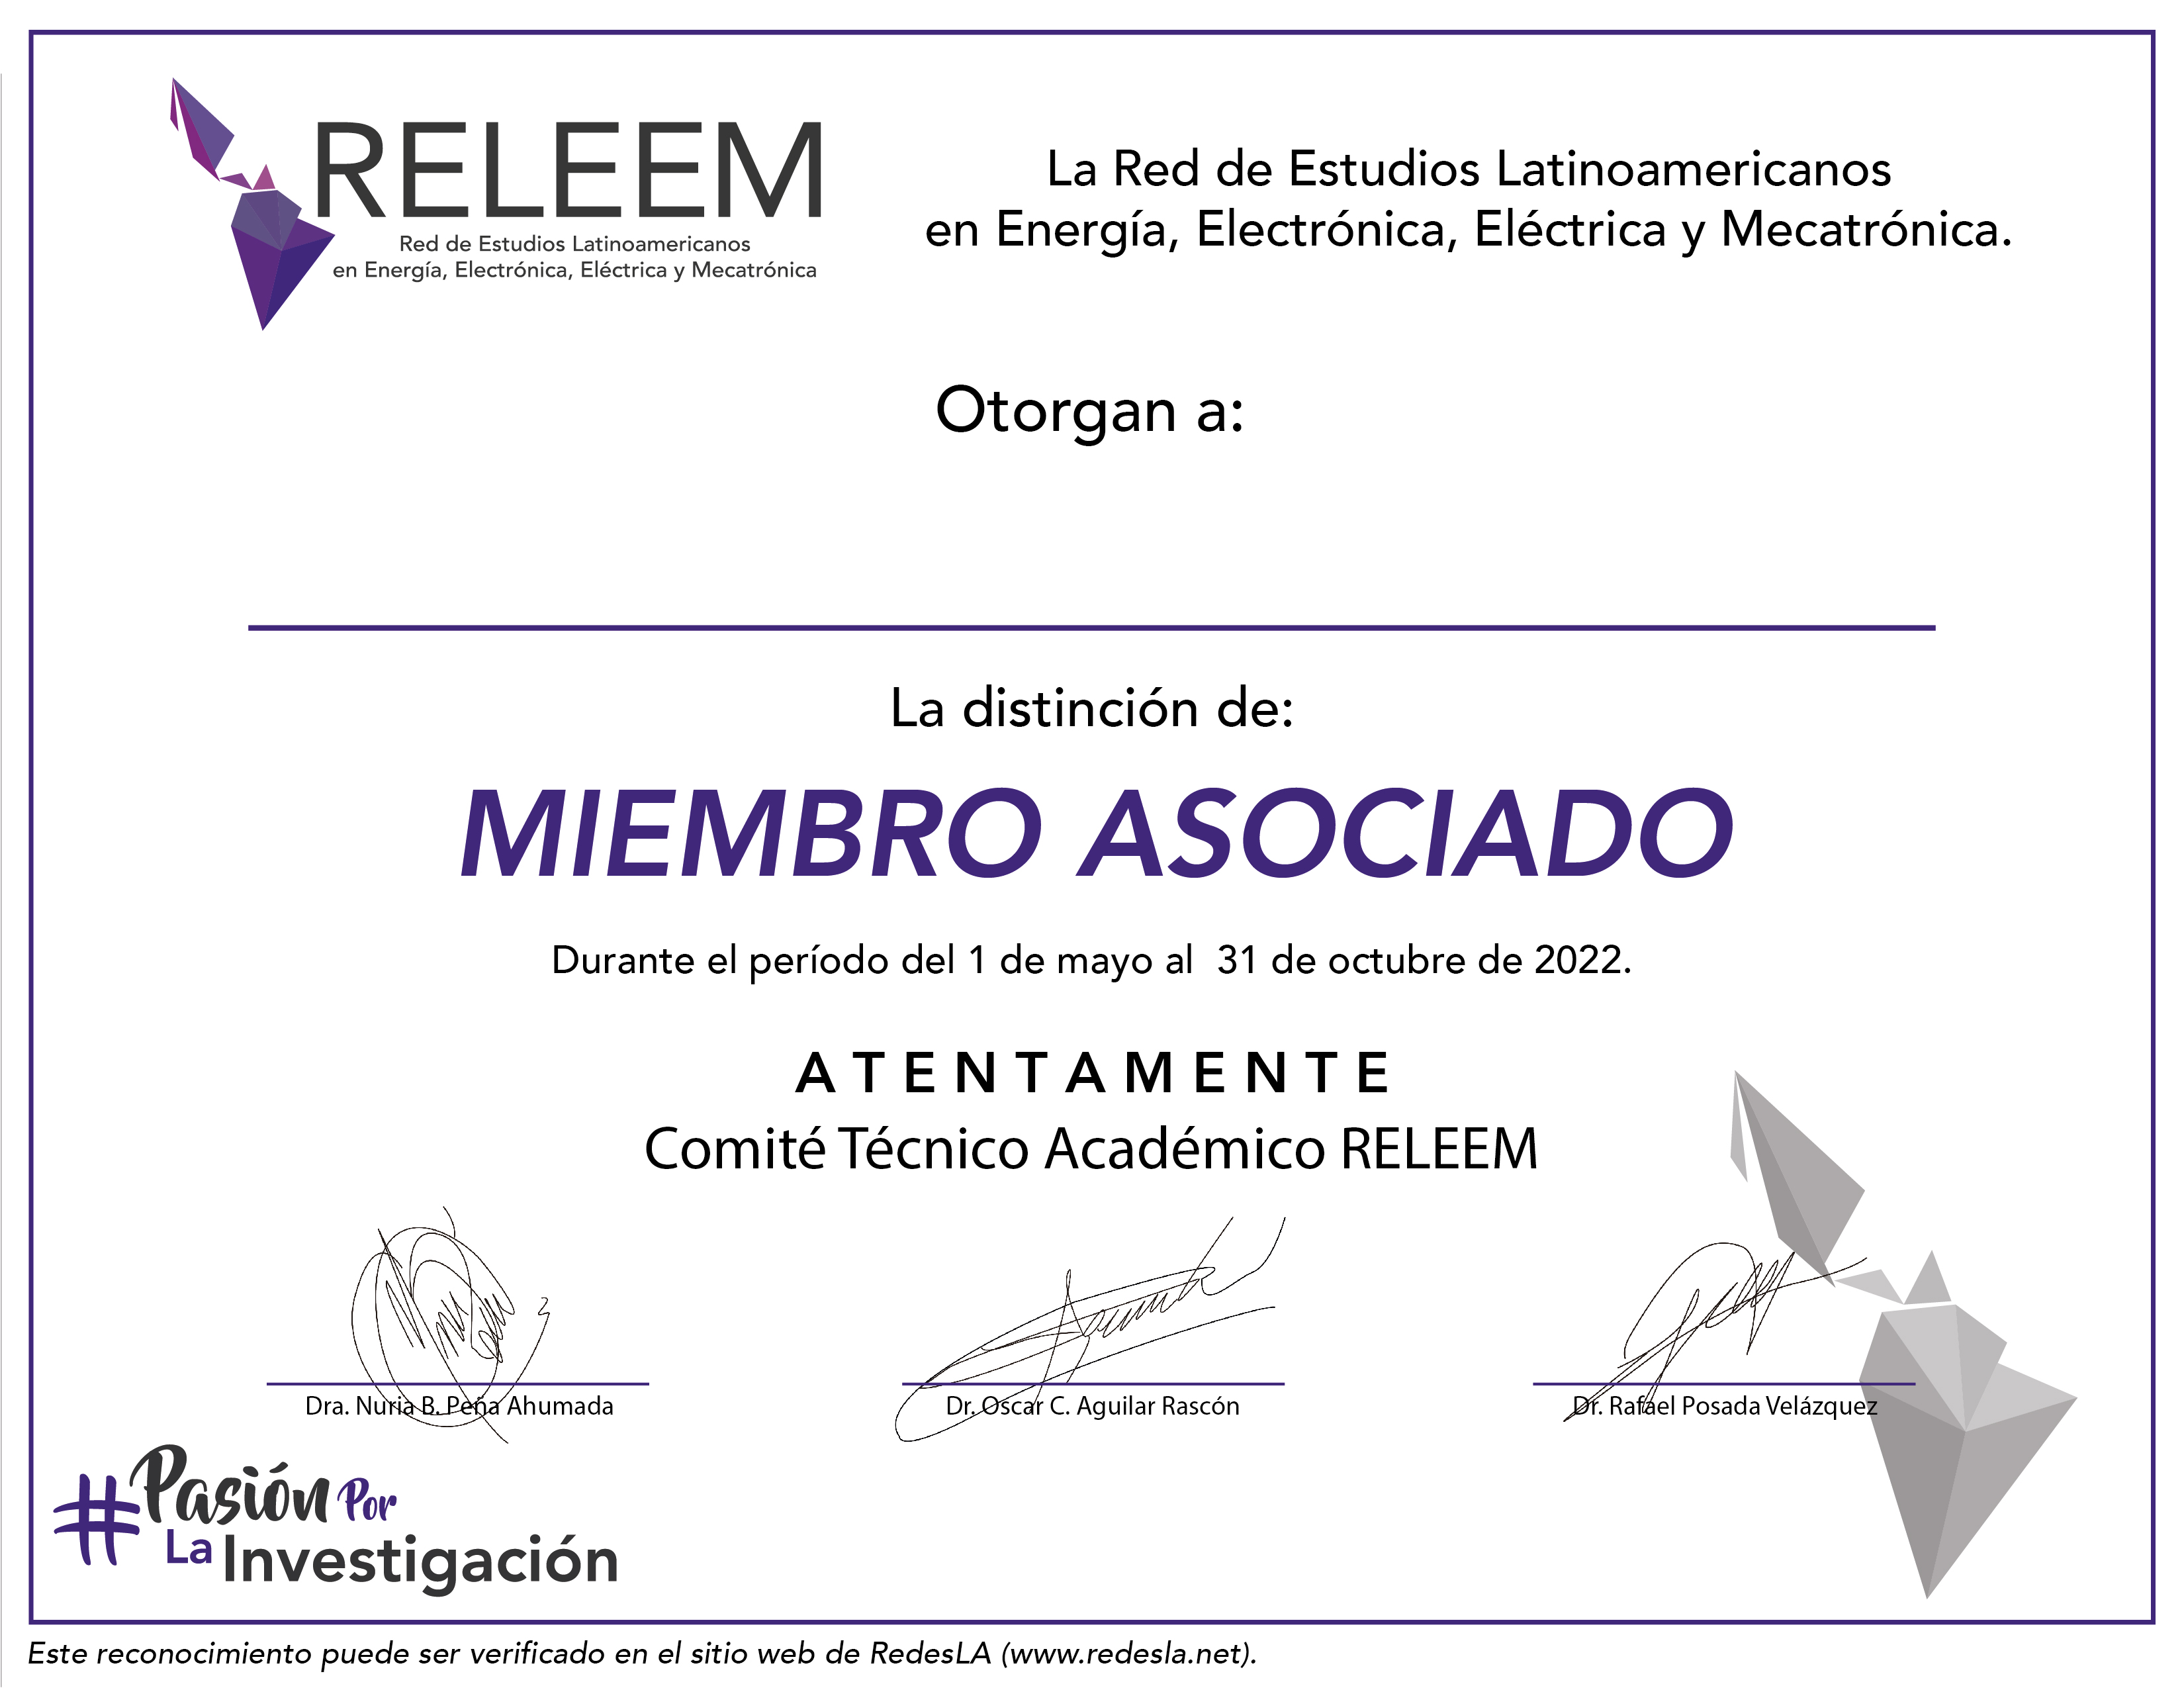 RELEEM
Red de Estudios Latinoamericanos
en Energía, Electrónica, Eléctrica y Mecatrónica
La Red de Estudios Latinoamericanos
en Energía, Electrónica, Eléctrica y Mecatrónica.
Otorgan a:
La distinción de:
MIEMBRO ASOCIADO
Durante el período del 1 de mayo al  31 de octubre de 2022.
ATENTAMENTE
Comité Técnico Académico RELEEM
Dra. Nuria B. Peña Ahumada
Dr. Oscar C. Aguilar Rascón
Dr. Rafael Posada Velázquez
#Pasión Por
La Investigación
Este reconocimiento puede ser verificado en el sitio web de RedesLA (www.redesla.net).